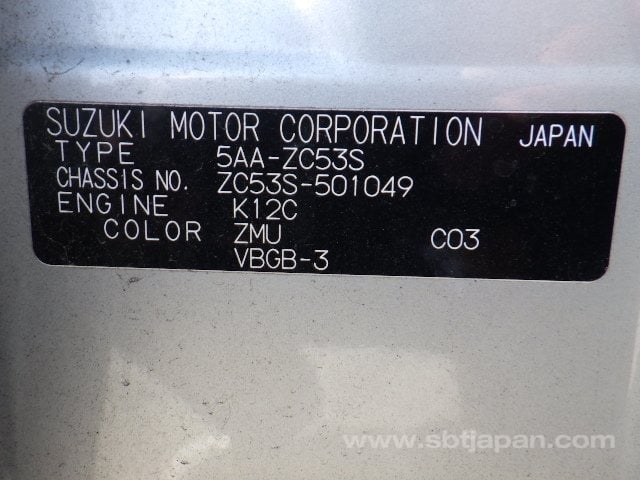 SUZUKI MOTOR CORPORATION JAPAN
TYPE 5AA-ZC53S
CHASSIS NO. ZC53S-501049
ENGINE K12C
COLOR ZMU C03
VBGB-3
www.sbtjapan.com